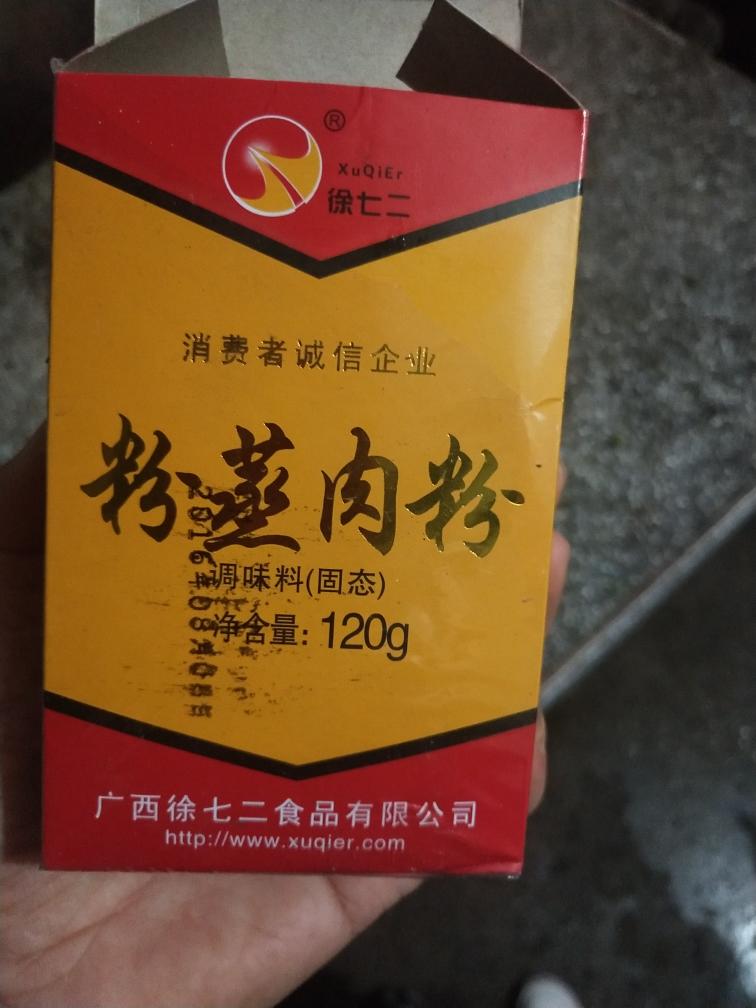 ®
XuQiEr
徐七二
消费者诚信企业
粉蒸肉粉
调味料(固态)
净含量: 120g
广西徐七二食品有限公司
http://www.xuqier.com